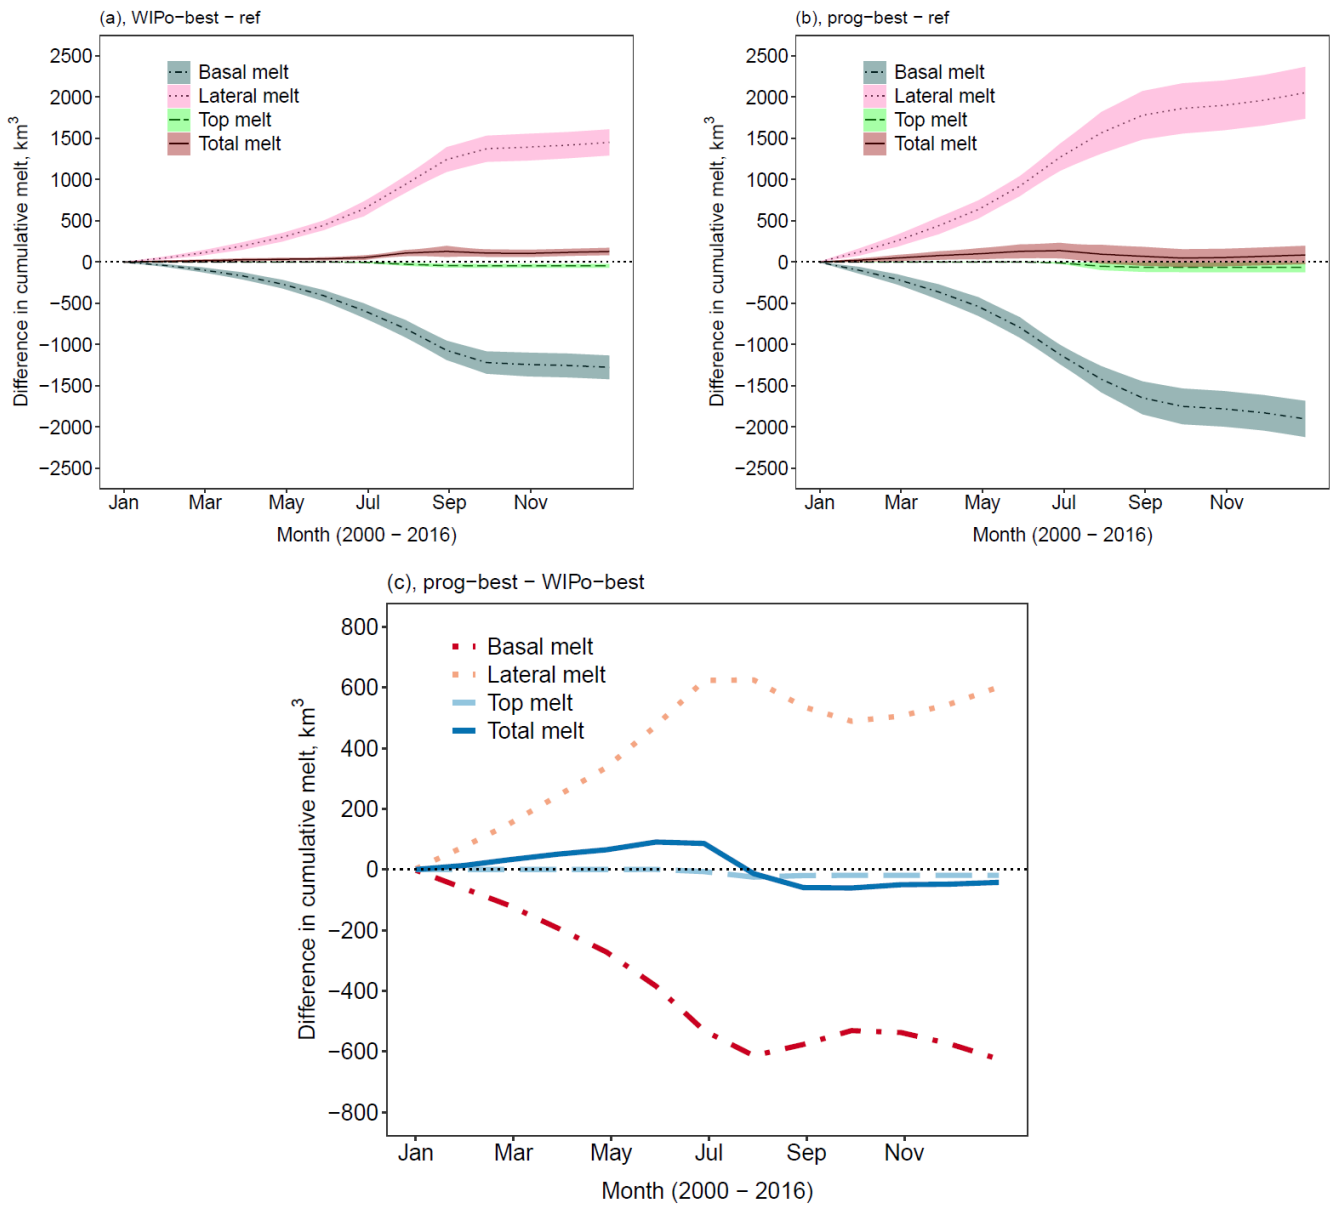 (a), WIPo−best − ref
2500
2000
1500
1000
500
0
−500
−1000
−1500
−2000
−2500
Difference in cumulative melt, km³
Basal melt
Lateral melt
Top melt
Total melt
Jan Mar May Jul Sep Nov
Month (2000 − 2016)
(b), prog−best − ref
2500
2000
1500
1000
500
0
−500
−1000
−1500
−2000
−2500
Difference in cumulative melt, km³
Basal melt
Lateral melt
Top melt
Total melt
Jan Mar May Jul Sep Nov
Month (2000 − 2016)
(c), prog−best − WIPo−best
800
600
400
200
0
−200
−400
−600
−800
Difference in cumulative melt, km³
Basal melt
Lateral melt
Top melt
Total melt
Jan Mar May Jul Sep Nov
Month (2000 − 2016)